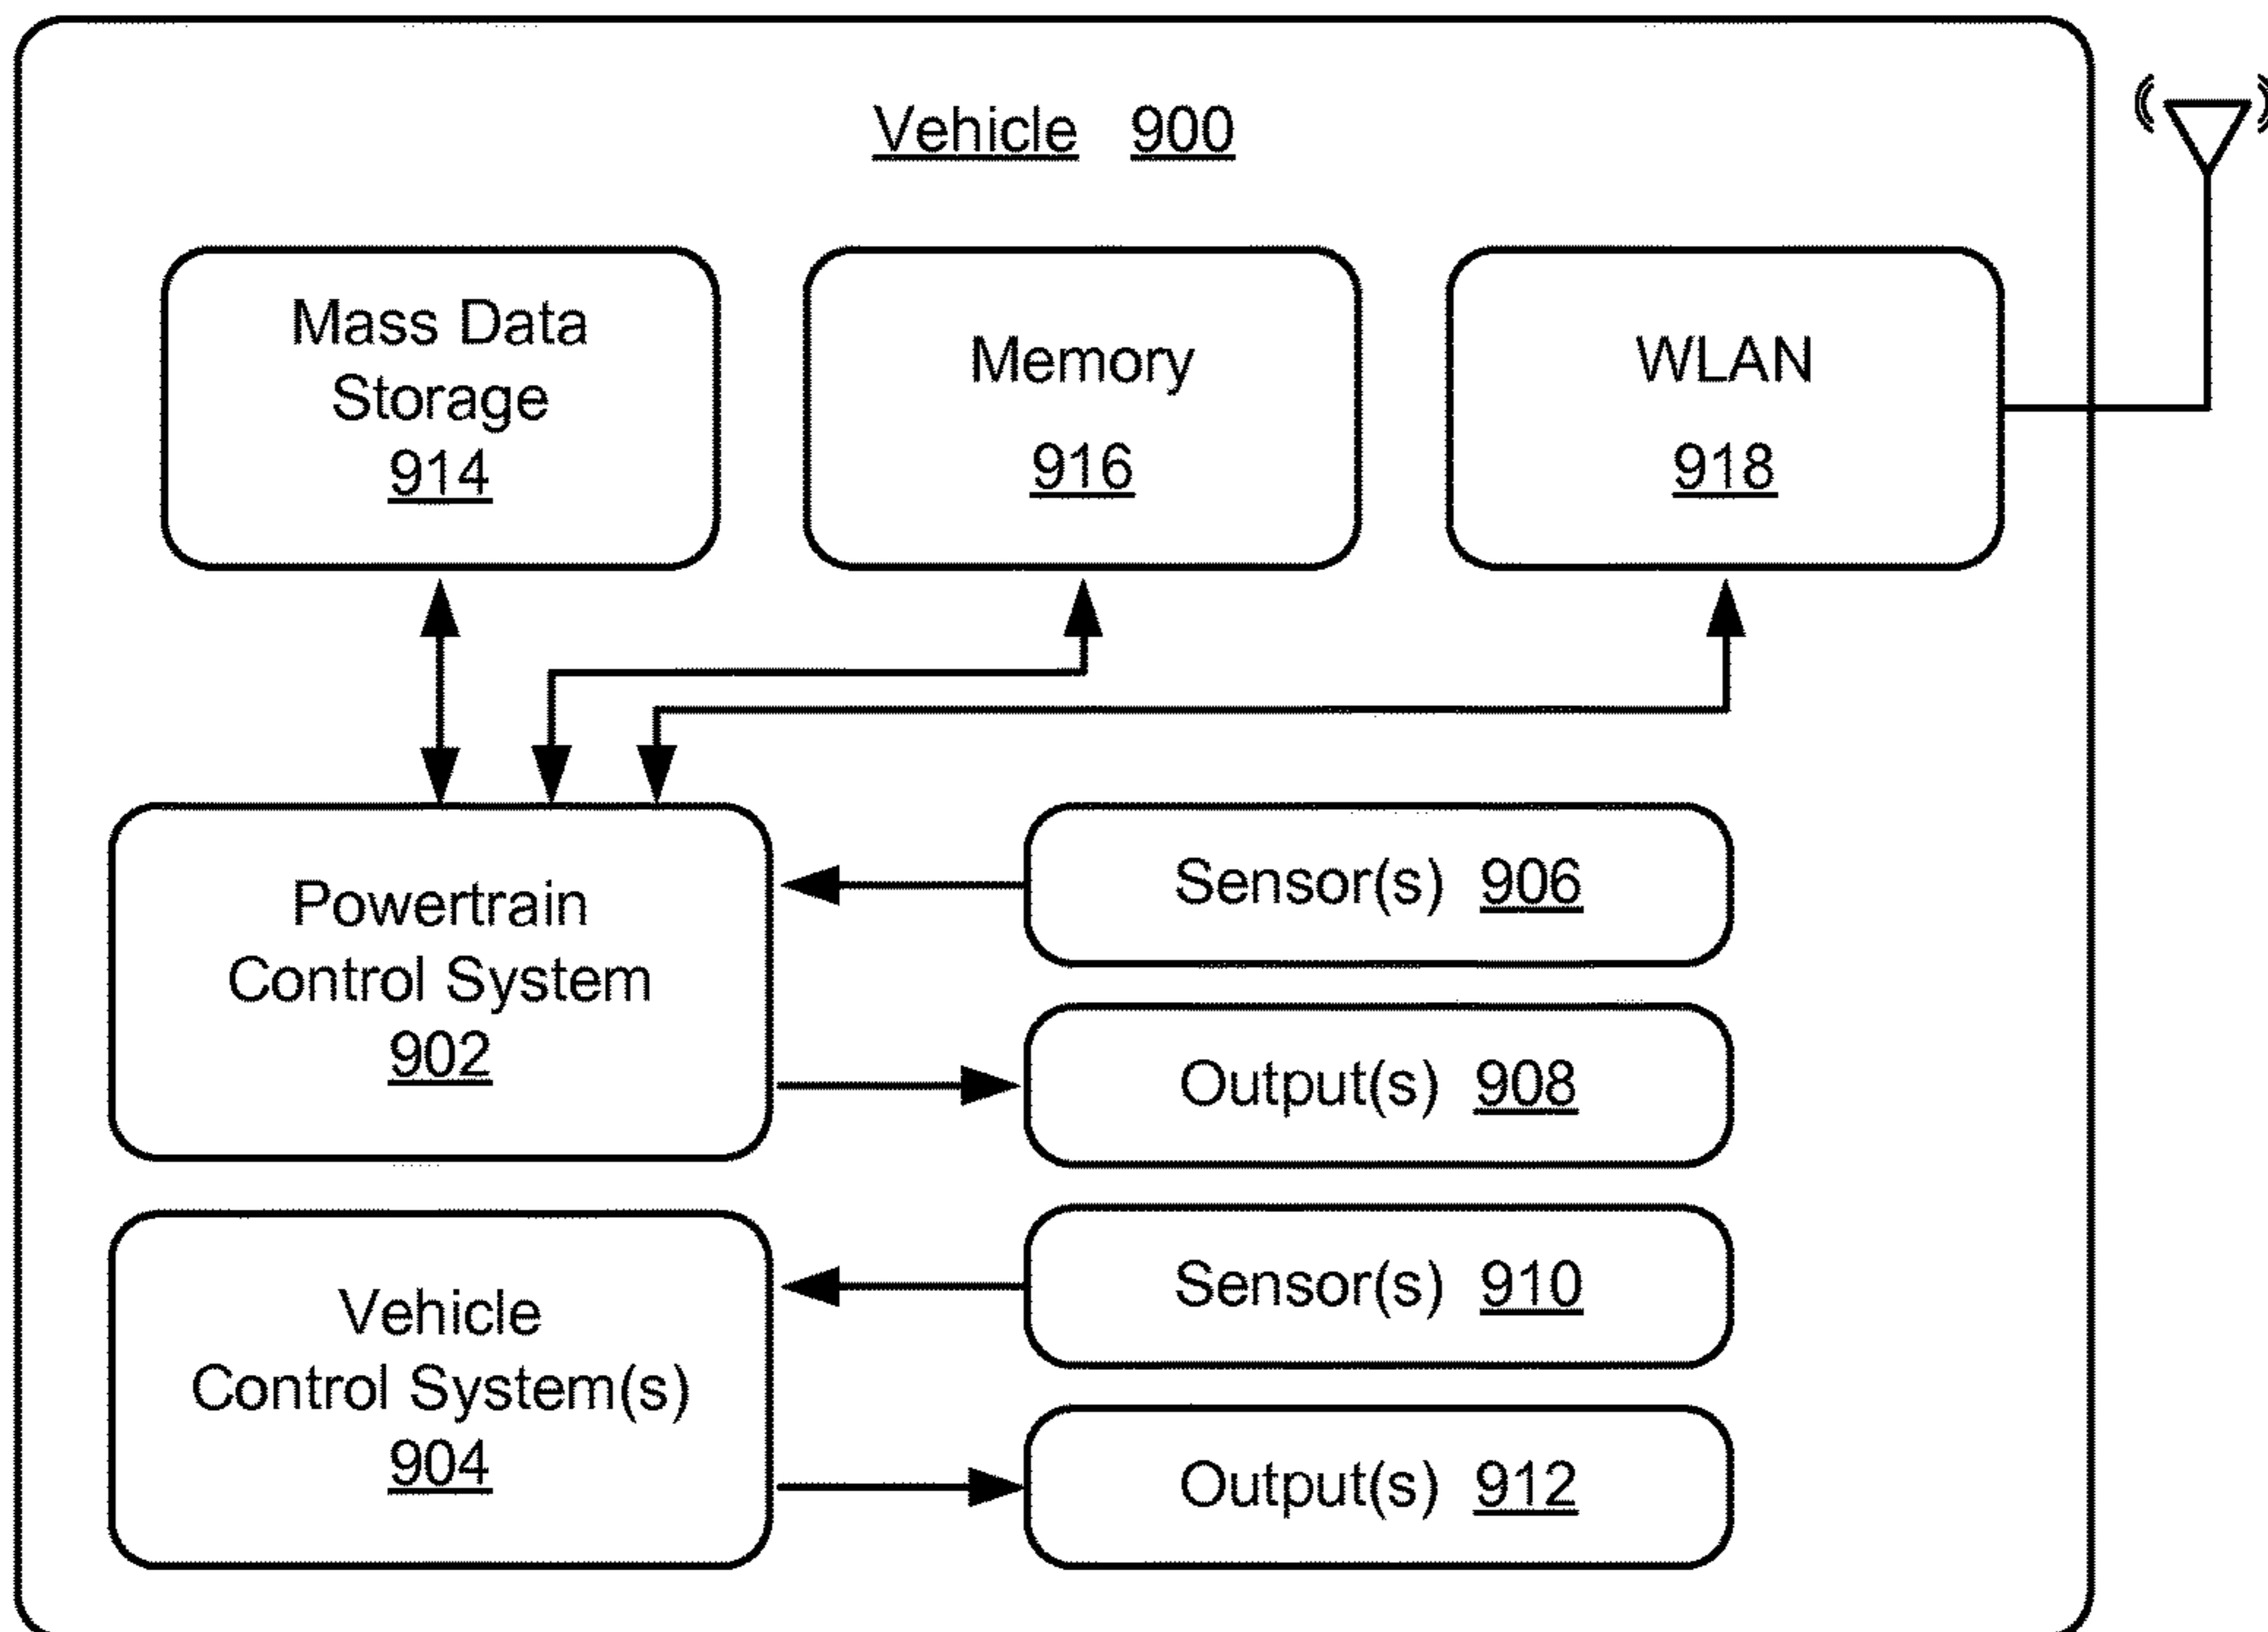 Vehicle 900
Mass Data
Storage
914
Memory
916
WLAN
918
Powertrain
Control System
902
Sensor(s) 906
Output(s) 908
Vehicle
Control System(s)
904
Sensor(s) 910
Output(s) 912